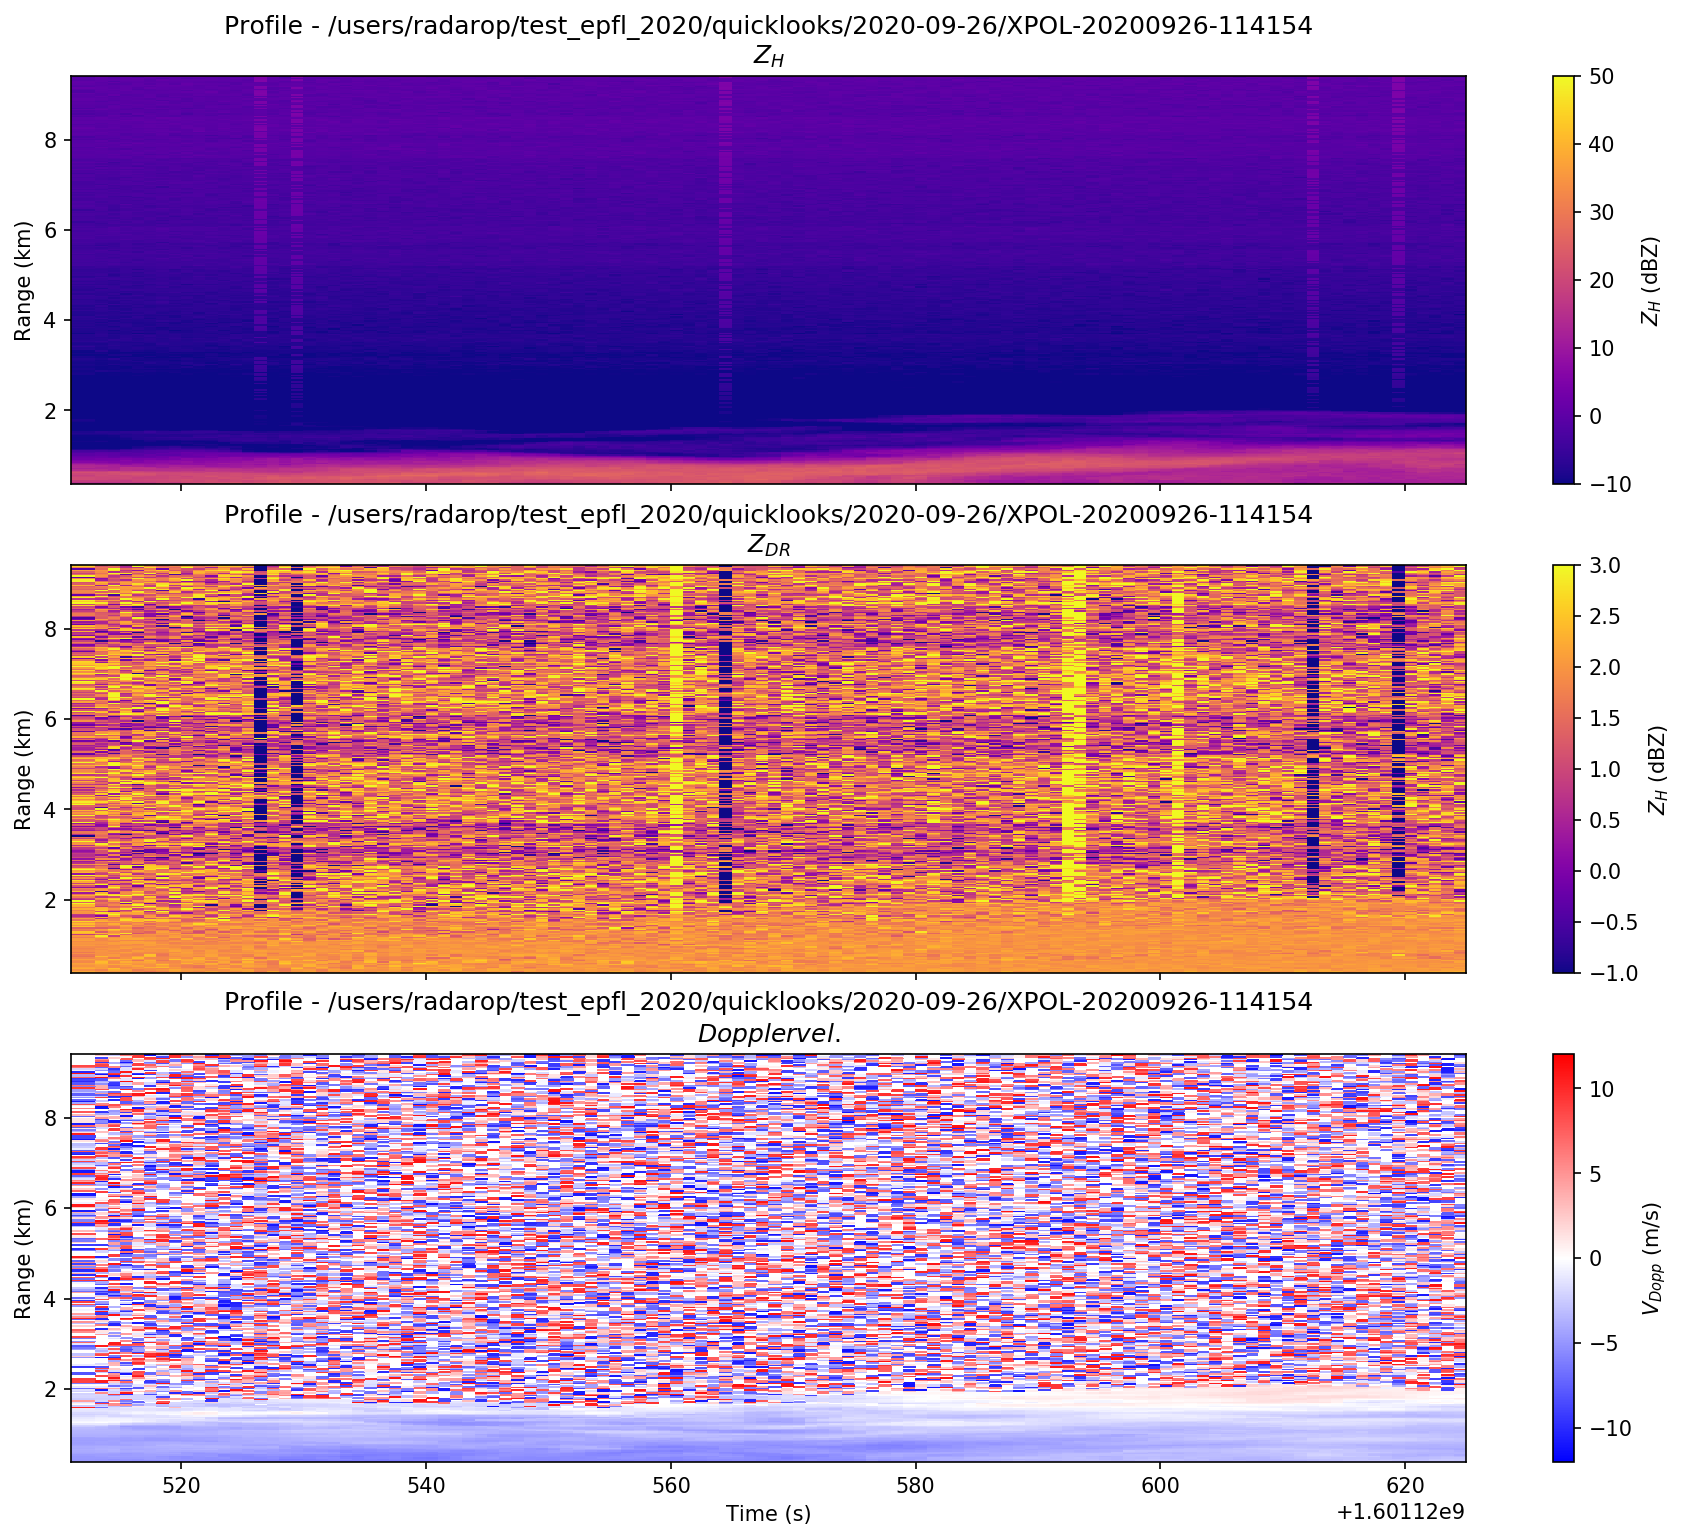 Profile - /users/radarop/test_epfl_2020/quicklooks/2020-09-26/XPOL-20200926-114154
Z_H
8
6
4
2
Range (km)
50
40
30
20
10
0
−10
Z_H (dBZ)
Profile - /users/radarop/test_epfl_2020/quicklooks/2020-09-26/XPOL-20200926-114154
Z_DR
8
6
4
2
Range (km)
3.0
2.5
2.0
1.5
1.0
0.5
0.0
−0.5
−1.0
Z_H (dBZ)
Profile - /users/radarop/test_epfl_2020/quicklooks/2020-09-26/XPOL-20200926-114154
Dopplervel.
8
6
4
2
Range (km)
520 540 560 580 600 620
Time (s)
+1.60112e9
10
5
0
−5
−10
V_Dopp (m/s)